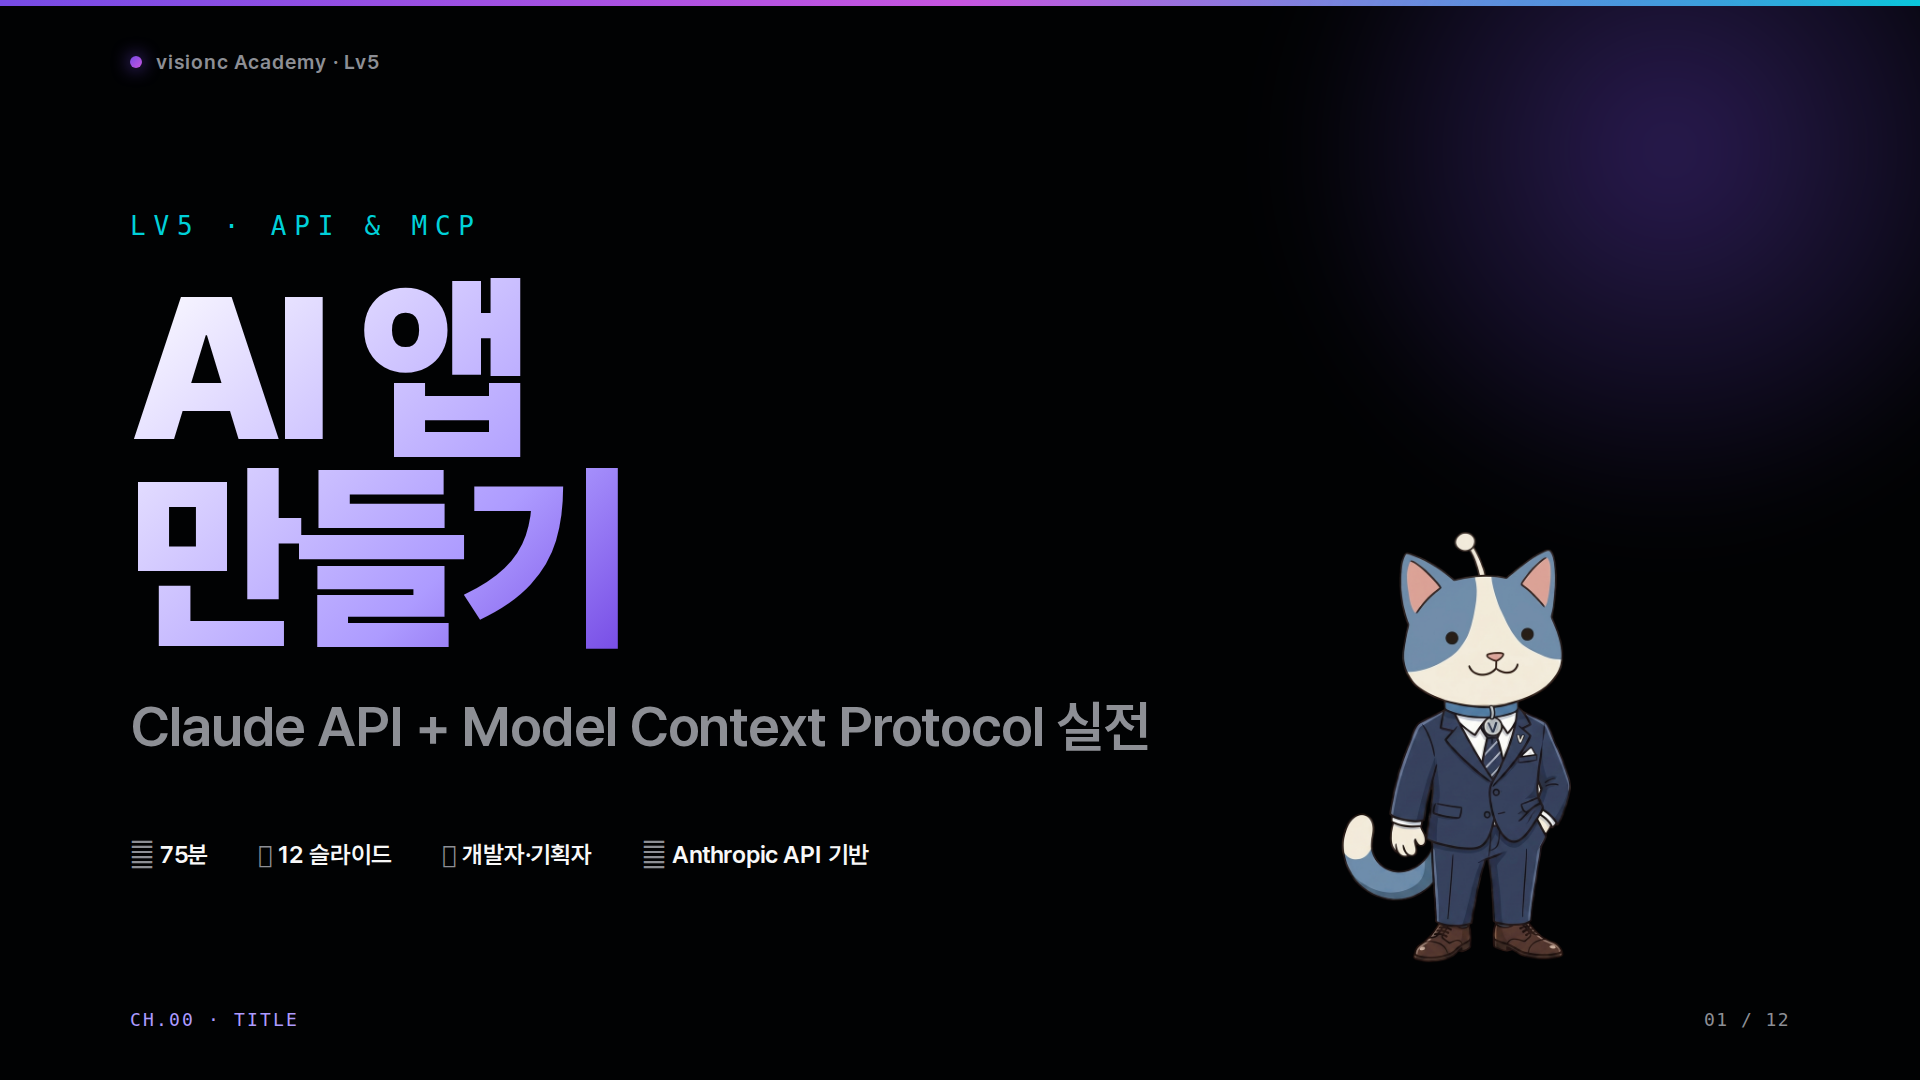 visionc Academy · Lv5
LV5 · API & MCP
AI 앱
만들기
Claude API + Model Context Protocol 실전
75분 12 슬라이드 개발자·기획자 Anthropic API 기반
CH.00 · TITLE
01 / 12